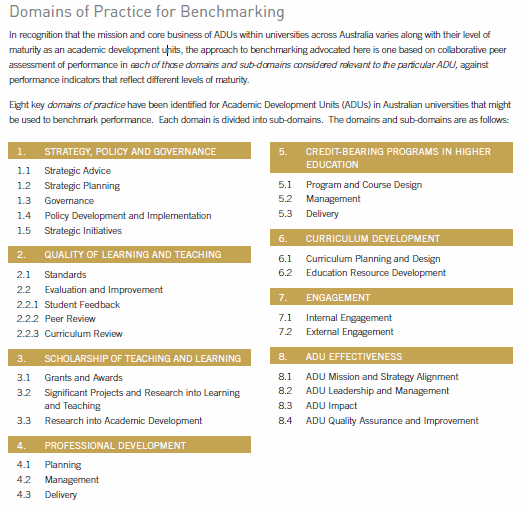 Domains of Practice for Benchmarking
In recognition that the mission and core business of ADUs within universities across Australia varies along with their level of
maturity as an academic development units, the approach to benchmarking advocated here is one based on collaborative peer
assessment of performance in each of those domains and sub-domains considered relevant to the particular ADU, against
performance indicators that reflect different levels of maturity.
Eight key domains of practice have been identified for Academic Development Units (ADUs) in Australian universities that might
be used to benchmark performance. Each domain is divided into sub-domains. The domains and sub-domains are as follows:
1. STRATEGY, POLICY AND GOVERNANCE
1.1 Strategic Advice
1.2 Strategic Planning
1.3 Governance
1.4 Policy Development and Implementation
1.5 Strategic Initiatives
2. QUALITY OF LEARNING AND TEACHING
2.1 Standards
2.2 Evaluation and Improvement
2.2.1 Student Feedback
2.2.2 Peer Review
2.2.3 Curriculum Review
3. SCHOLARSHIP OF TEACHING AND LEARNING
3.1 Grants and Awards
3.2 Significant Projects and Research into Learning
and Teaching
3.3 Research into Academic Development
4. PROFESSIONAL DEVELOPMENT
4.1 Planning
4.2 Management
4.3 Delivery
5. CREDIT-BEARING PROGRAMS IN HIGHER
EDUCATION
5.1 Program and Course Design
5.2 Management
5.3 Delivery
6. CURRICULUM DEVELOPMENT
6.1 Curriculum Planning and Design
6.2 Education Resource Development
7. ENGAGEMENT
7.1 Internal Engagement
7.2 External Engagement
8. ADU EFFECTIVENESS
8.1 ADU Mission and Strategy Alignment
8.2 ADU Leadership and Management
8.3 ADU Impact
8.4 ADU Quality Assurance and Improvement